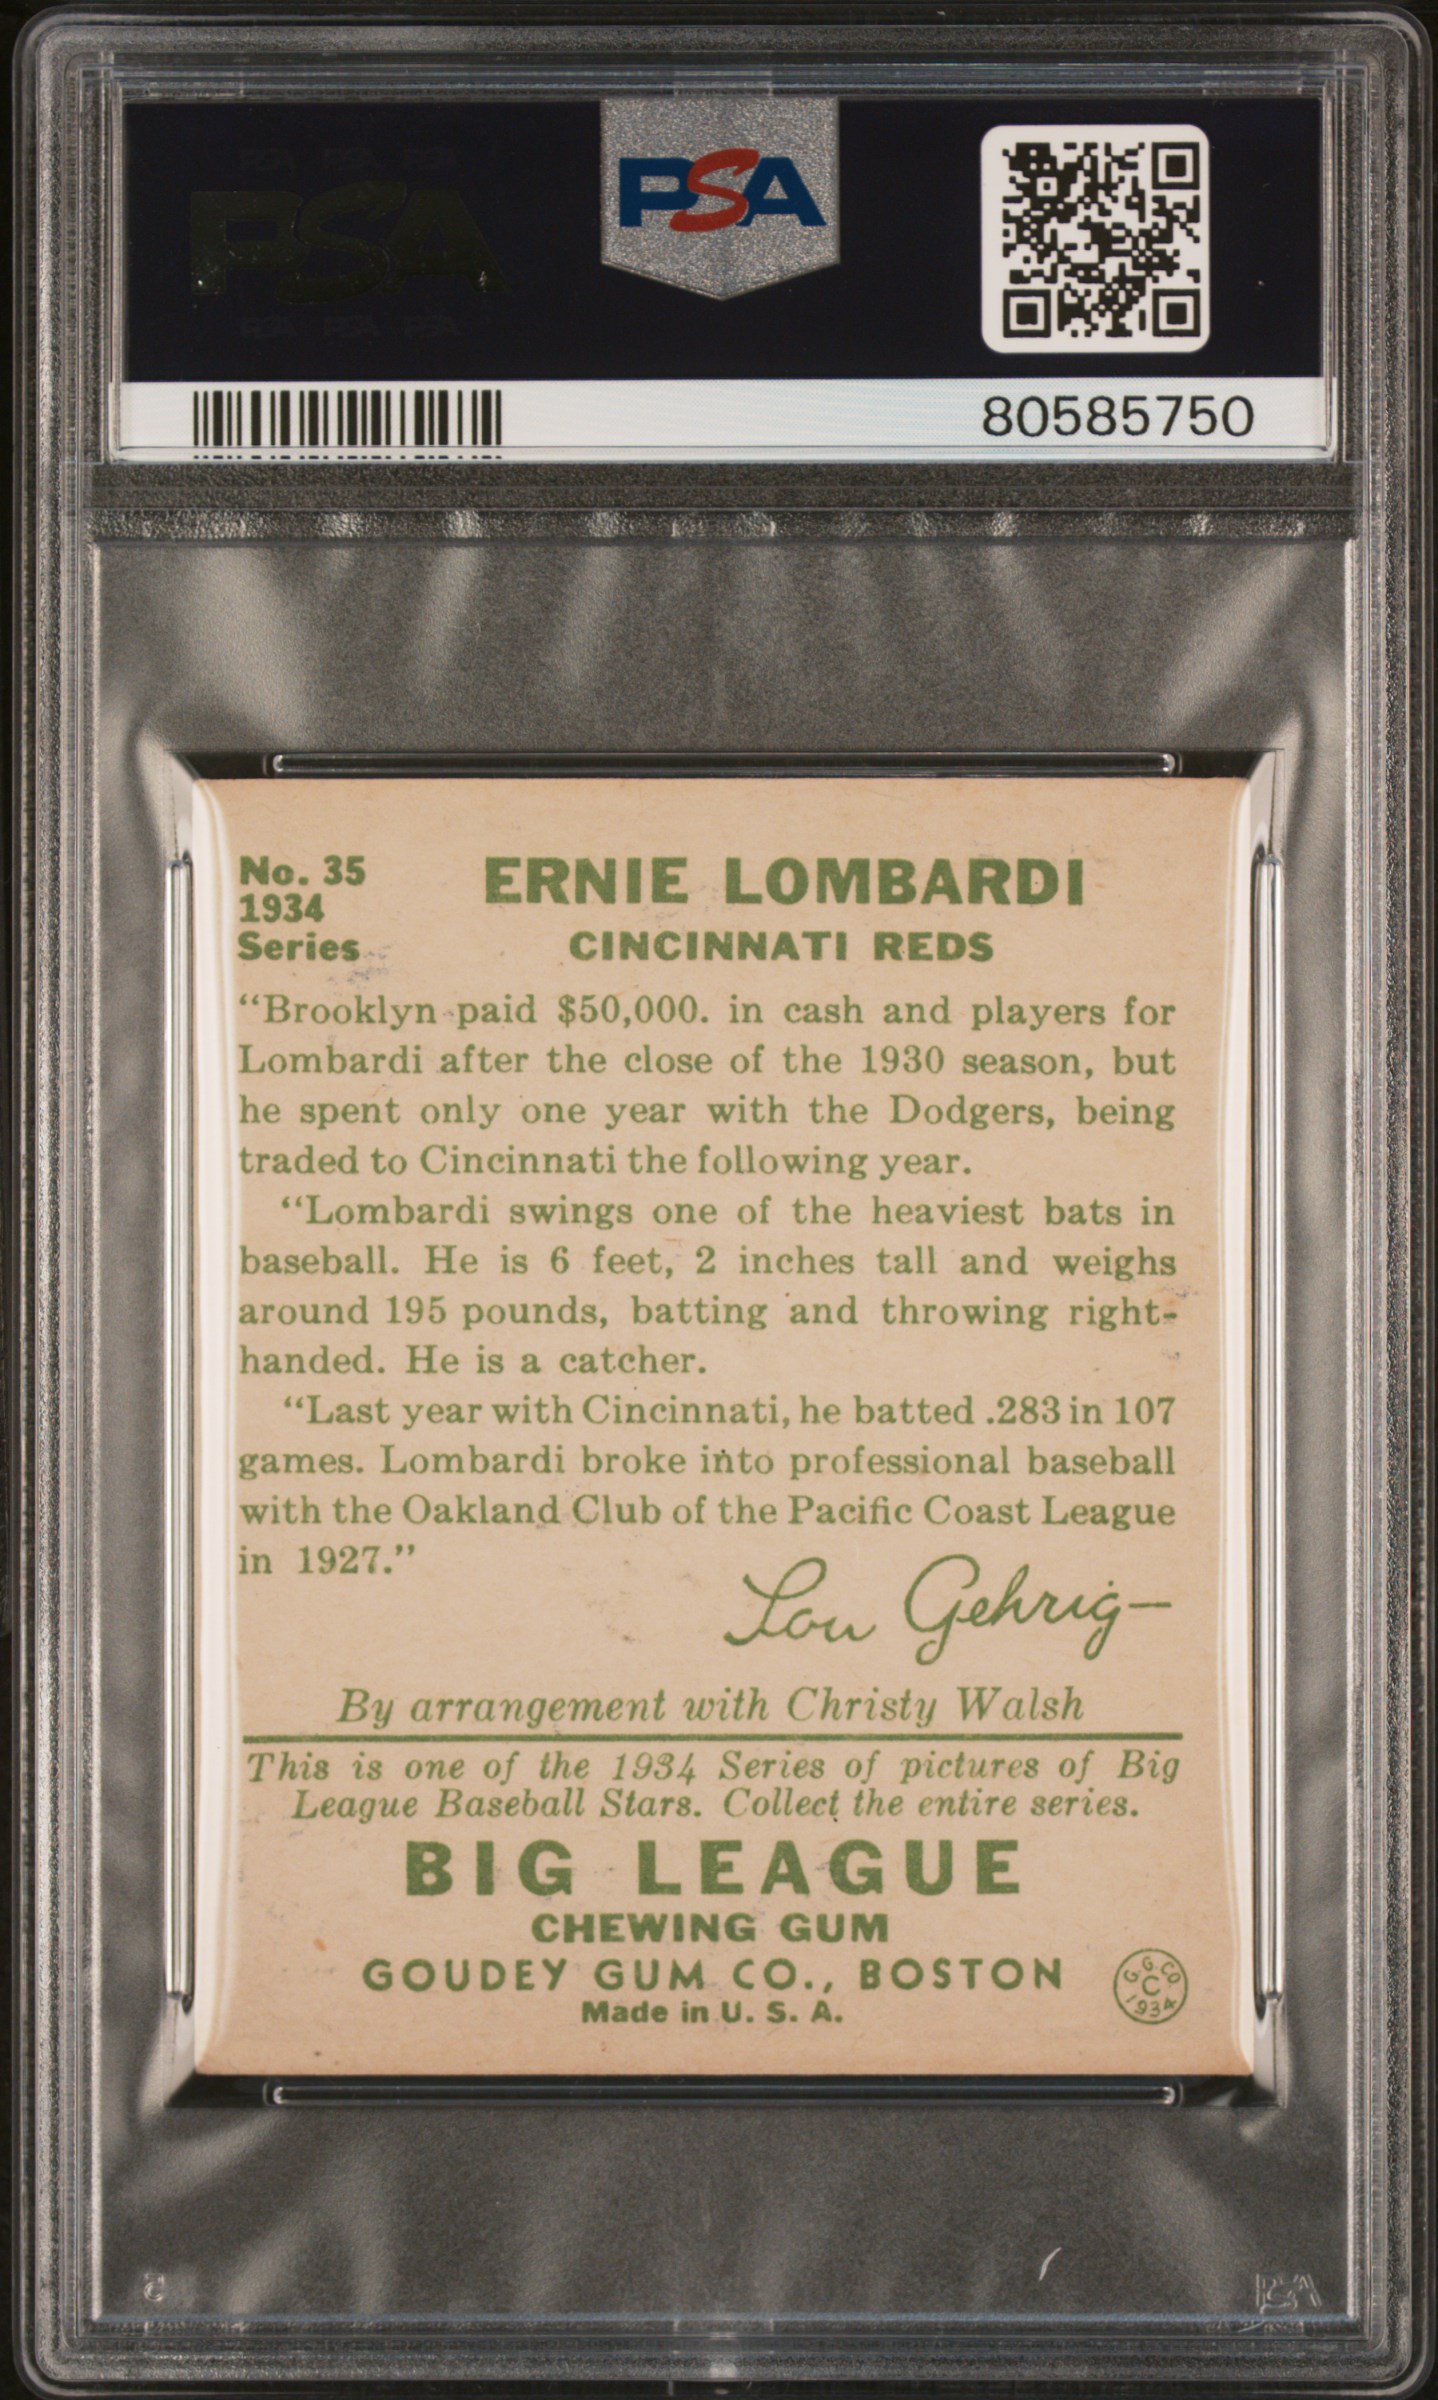 PSA
PSA
80585750
No. 35
1934
Series
ERNIE LOMBARDI
CINCINNATI REDS
“Brooklyn paid $50,000. in cash and players for
Lombardi after the close of the 1930 season, but
he spent only one year with the Dodgers, being
traded to Cincinnati the following year.
“Lombardi swings one of the heaviest bats in
baseball. He is 6 feet, 2 inches tall and weighs
around 195 pounds, batting and throwing right-
handed. He is a catcher.
“Last year with Cincinnati, he batted .283 in 107
games. Lombardi broke into professional baseball
with the Oakland Club of the Pacific Coast League
in 1927.”
Lou Gehrig
By arrangement with Christy Walsh
This is one of the 1934 Series of pictures of Big
League Baseball Stars. Collect the entire series.
BIG LEAGUE
CHEWING GUM
GOUDEY GUM CO., BOSTON
Made in U. S. A.
G. G. CO
C
1934
PSA